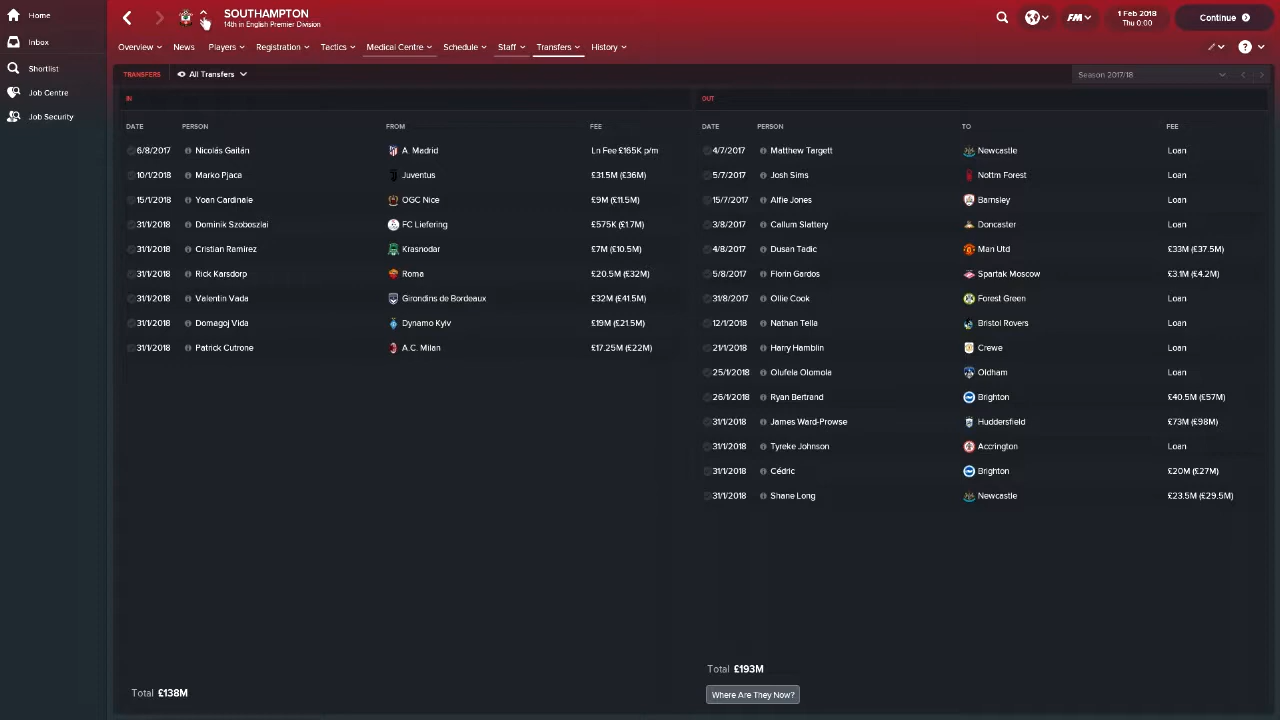 Home
Inbox
Shortlist
Job Centre
Job Security
SOUTHAMPTON
14th in English Premier Division
FM
1 Feb 2018
Thu 0:00
Continue
Overview News Players Registration Tactics Medical Centre Schedule Staff Transfers History
?
TRANSFERS All Transfers Season 2017/18
IN
DATE PERSON FROM FEE
6/8/2017 Nicolás Gaitán A. Madrid Ln Fee £165K p/m
10/1/2018 Marko Pjaca Juventus £31.5M (£36M)
15/1/2018 Yoan Cardinale OGC Nice £9M (£11.5M)
31/1/2018 Dominik Szoboszlai FC Liefering £575K (£1.7M)
31/1/2018 Cristian Ramírez Krasnodar £7M (£10.5M)
31/1/2018 Rick Karsdorp Roma £20.5M (£32M)
31/1/2018 Valentín Vada Girondins de Bordeaux £32M (£41.5M)
31/1/2018 Domagoj Vida Dynamo Kyiv £19M (£21.5M)
31/1/2018 Patrick Cutrone A.C. Milan £17.25M (£22M)
Total £138M
OUT
DATE PERSON TO FEE
4/7/2017 Matthew Targett Newcastle Loan
5/7/2017 Josh Sims Nottm Forest Loan
15/7/2017 Alfie Jones Barnsley Loan
3/8/2017 Callum Slattery Doncaster Loan
4/8/2017 Dusan Tadic Man Utd £33M (£37.5M)
5/8/2017 Florin Gardos Spartak Moscow £3.1M (£4.2M)
31/8/2017 Ollie Cook Forest Green Loan
12/1/2018 Nathan Tella Bristol Rovers Loan
21/1/2018 Harry Hamblin Crewe Loan
25/1/2018 Olufela Olomola Oldham Loan
26/1/2018 Ryan Bertrand Brighton £40.5M (£57M)
31/1/2018 James Ward-Prowse Huddersfield £73M (£98M)
31/1/2018 Tyreke Johnson Accrington Loan
31/1/2018 Cédric Brighton £20M (£27M)
31/1/2018 Shane Long Newcastle £23.5M (£29.5M)
Total £193M
Where Are They Now?